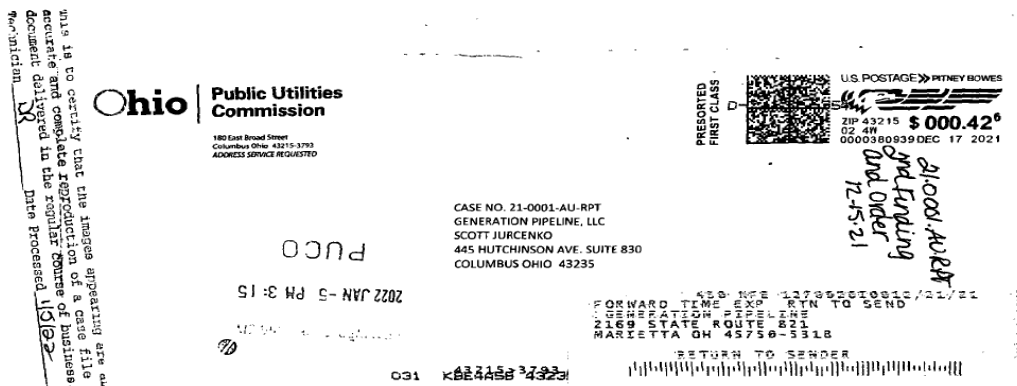 This is to certify that the images appearing are an
accurate and complete reproduction of a case file
document delivered in the regular course of business
Technician Date Processed 1/5/22
Ohio
Public Utilities
Commission
180 East Broad Street
Columbus Ohio 43215-3793
ADDRESS SERVICE REQUESTED
PRESORTED
FIRST CLASS
U.S. POSTAGE PITNEY BOWES
ZIP 43215 $ 000.42⁶
02 4W
0000380939 DEC 17 2021
21.0001.AU.RPT
2nd Finding
and Order
12-15-21
CASE NO. 21-0001-AU-RPT
GENERATION PIPELINE, LLC
SCOTT JURCENKO
445 HUTCHINSON AVE. SUITE 830
COLUMBUS OHIO 43235
PUCO
2022 JAN -5 PM 3: 15
FORWARD TIME EXP RTN TO SEND
GENERATION PIPELINE
2169 STATE ROUTE 821
MARIETTA OH 45750-5318
RETURN TO SENDER
43215-3793
031